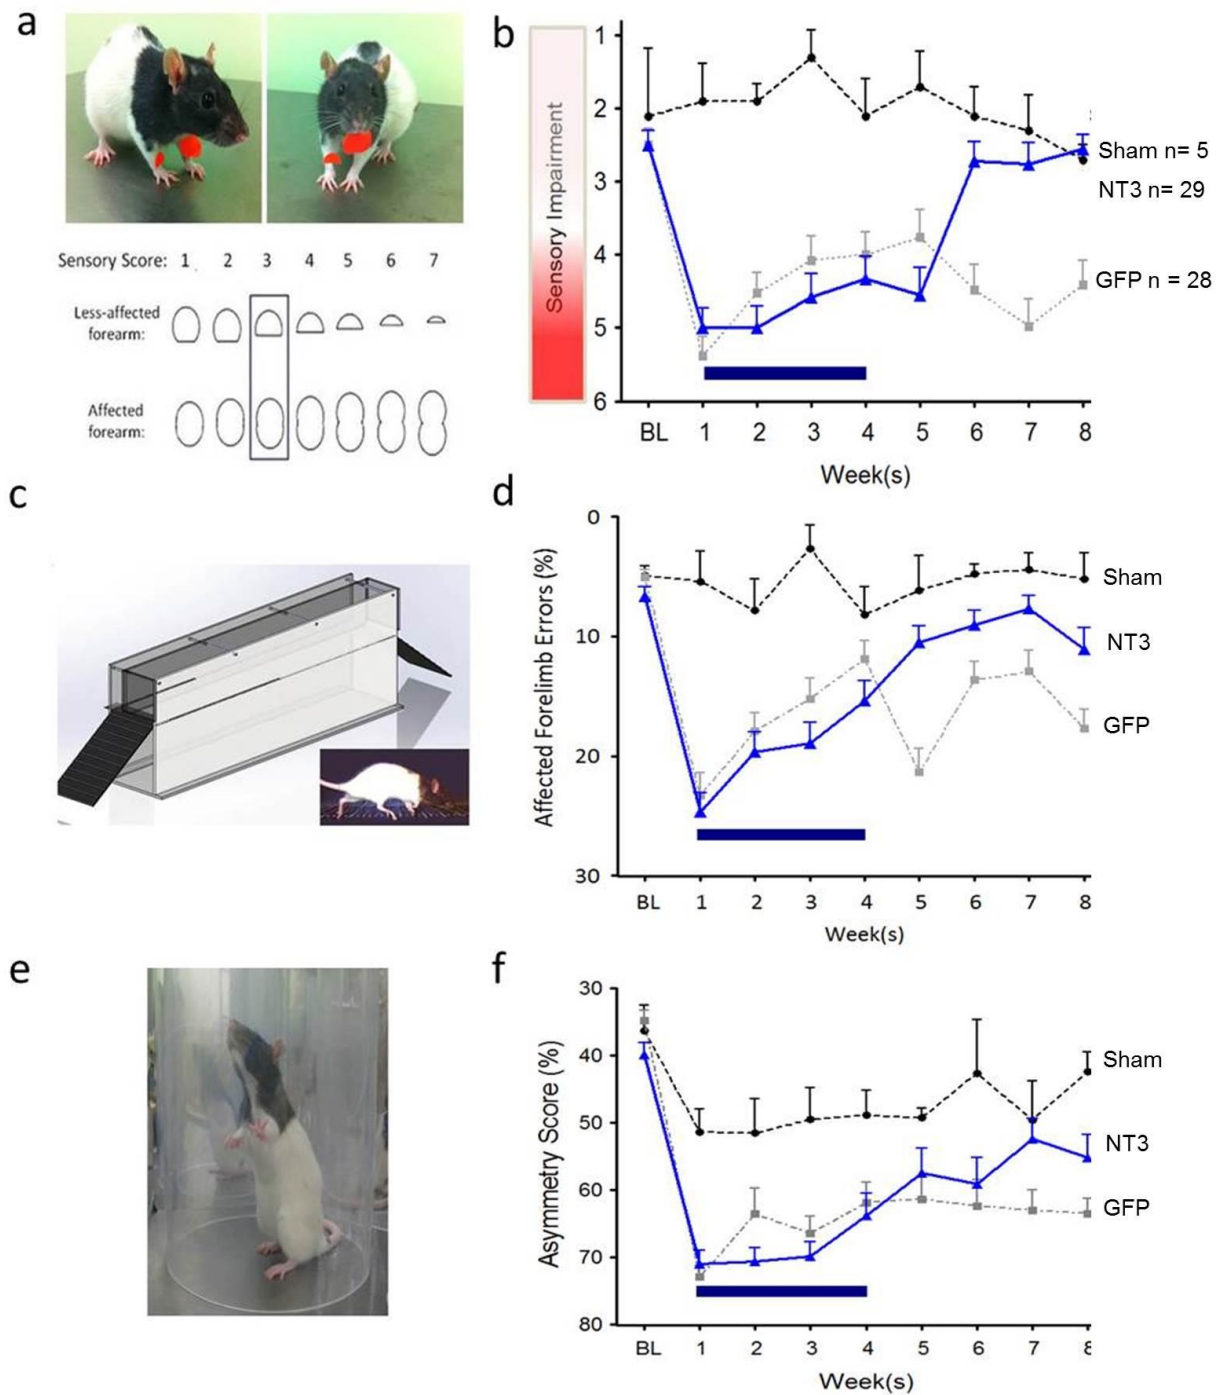 a
Sensory Score: 1 2 3 4 5 6 7
Less-affected
forearm:
Affected
forearm:
b
Sensory Impairment
1
2
3
4
5
6
BL 1 2 3 4 5 6 7 8
Week(s)
Sham n= 5
NT3 n= 29
GFP n = 28
c
d
Affected Forelimb Errors (%)
0
10
20
30
BL 1 2 3 4 5 6 7 8
Week(s)
Sham
NT3
GFP
e
f
Asymmetry Score (%)
30
40
50
60
70
80
BL 1 2 3 4 5 6 7
Week(s)
Sham
NT3
GFP